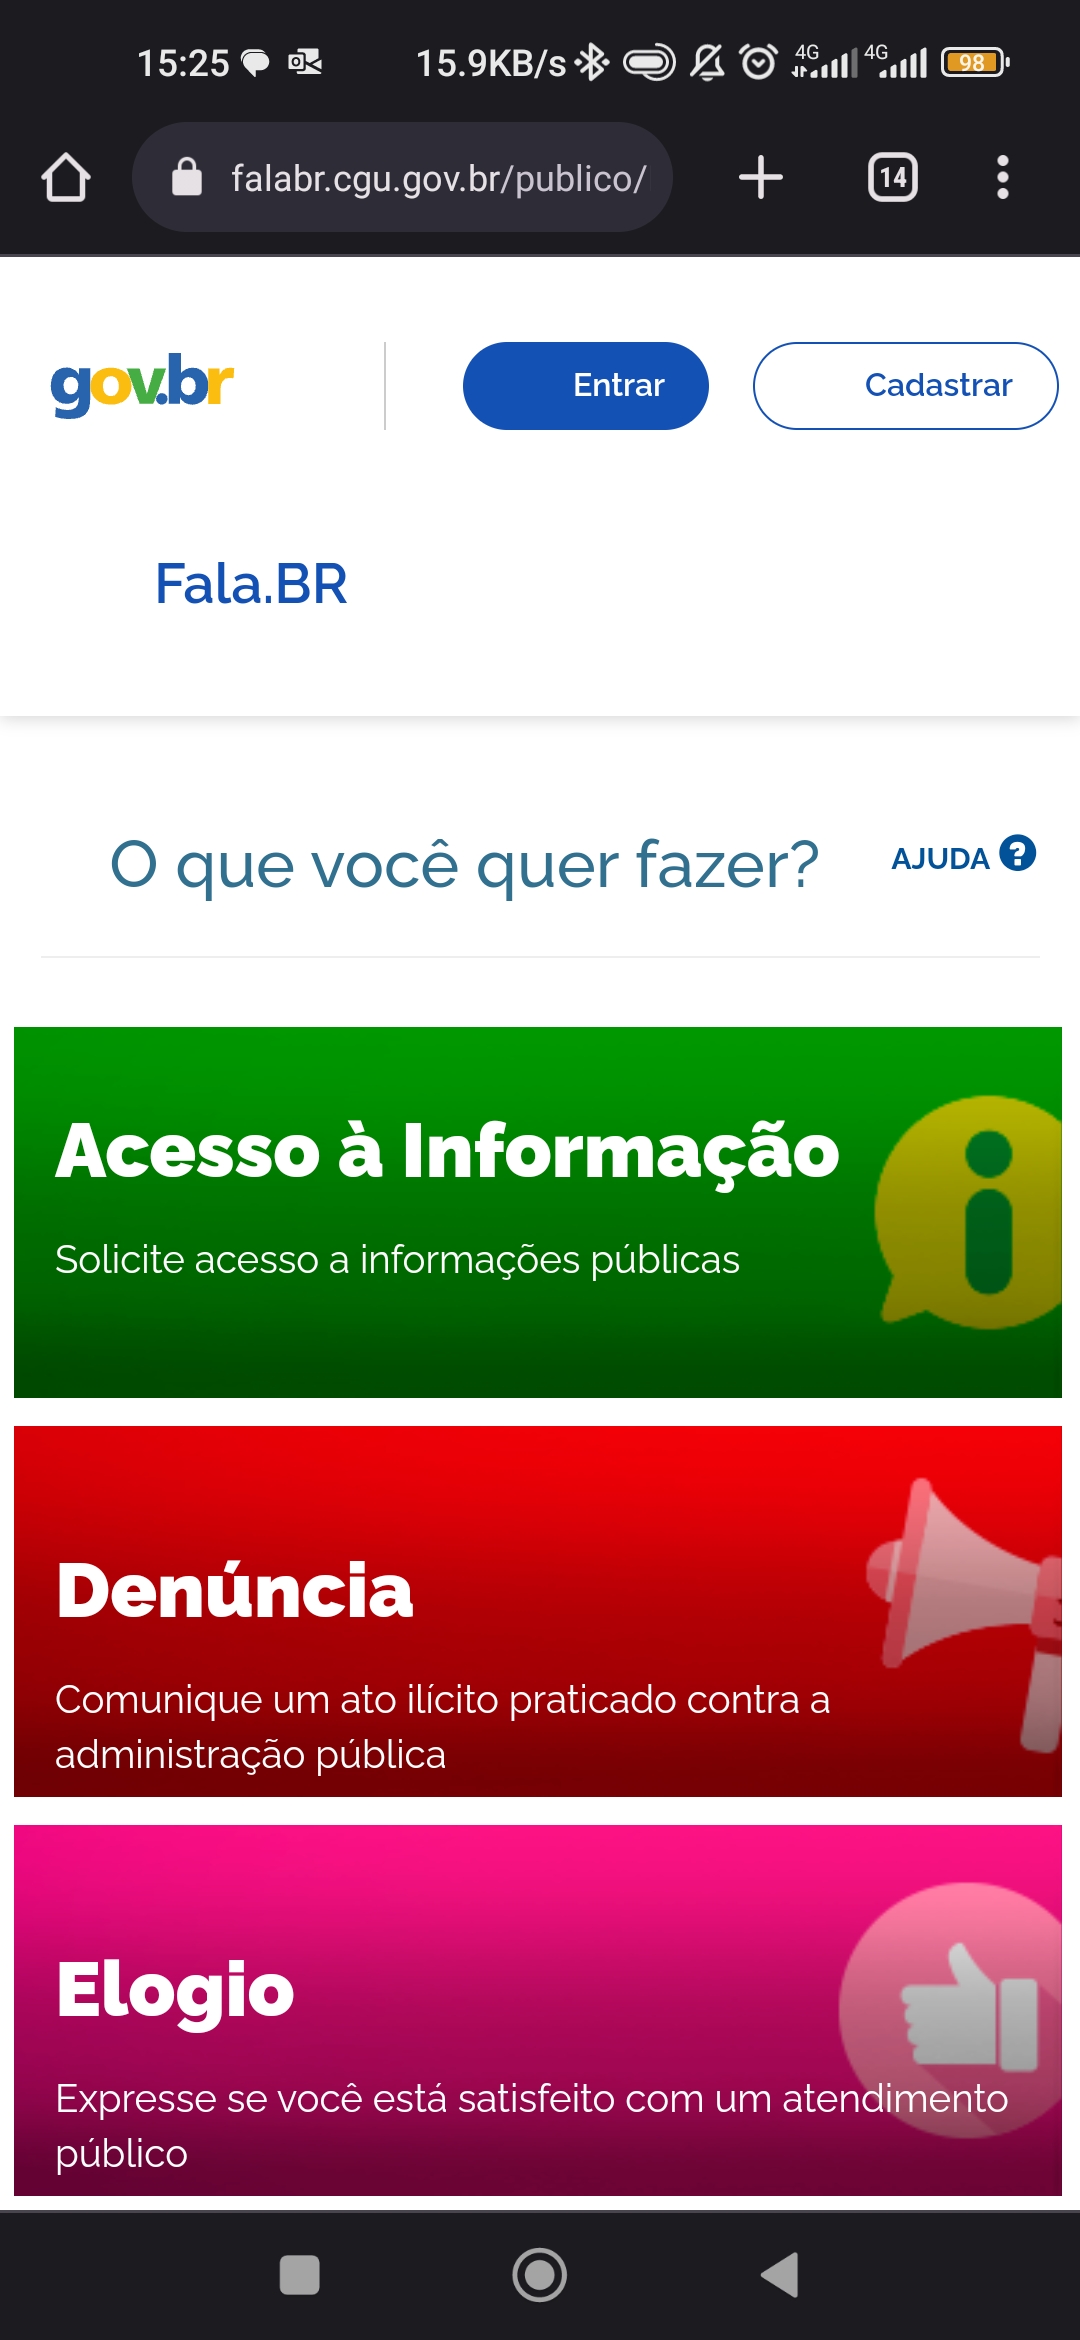 15:25 15.9KB/s 4G 4G 98
falabr.cgu.gov.br/publico/ 14
gov.br Entrar Cadastrar
Fala.BR
O que você quer fazer? AJUDA ?
Acesso à Informação
Solicite acesso a informações públicas
Denúncia
Comunique um ato ilícito praticado contra a
administração pública
Elogio
Expresse se você está satisfeito com um atendimento
público